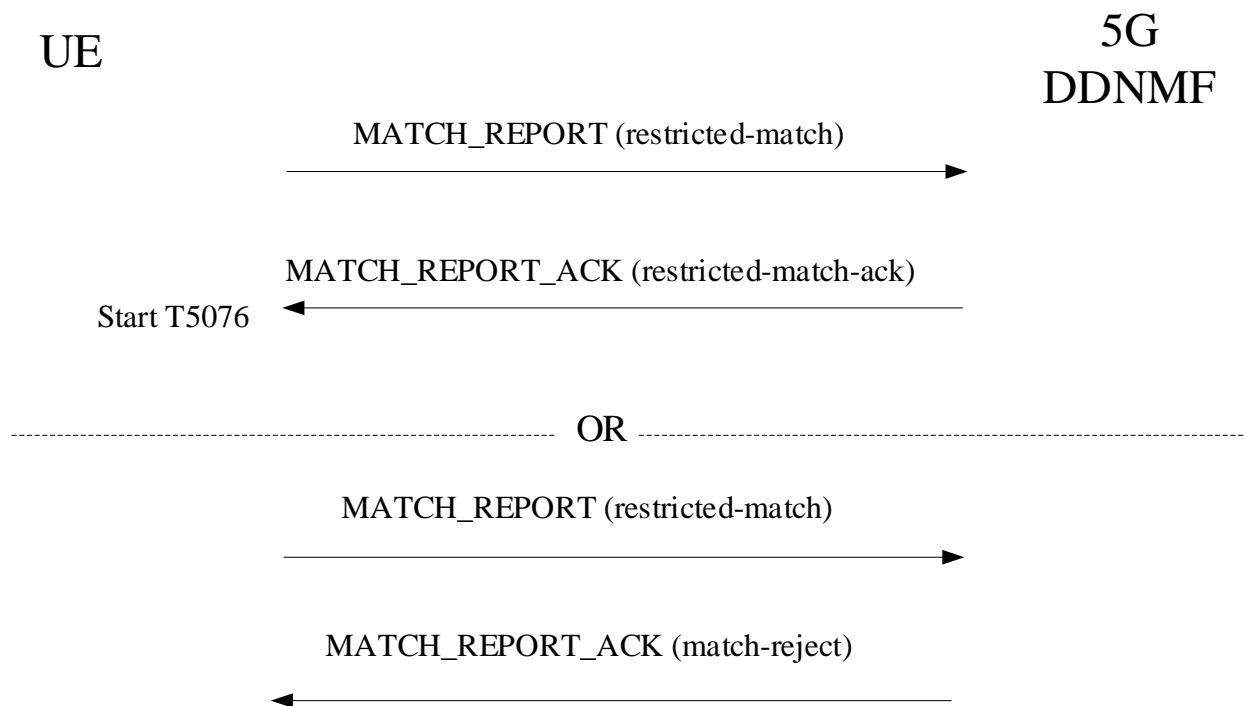 UE
5G
DDNMF
MATCH_REPORT (restricted-match)
MATCH_REPORT_ACK (restricted-match-ack)
Start T5076
OR
MATCH_REPORT (restricted-match)
MATCH_REPORT_ACK (match-reject)